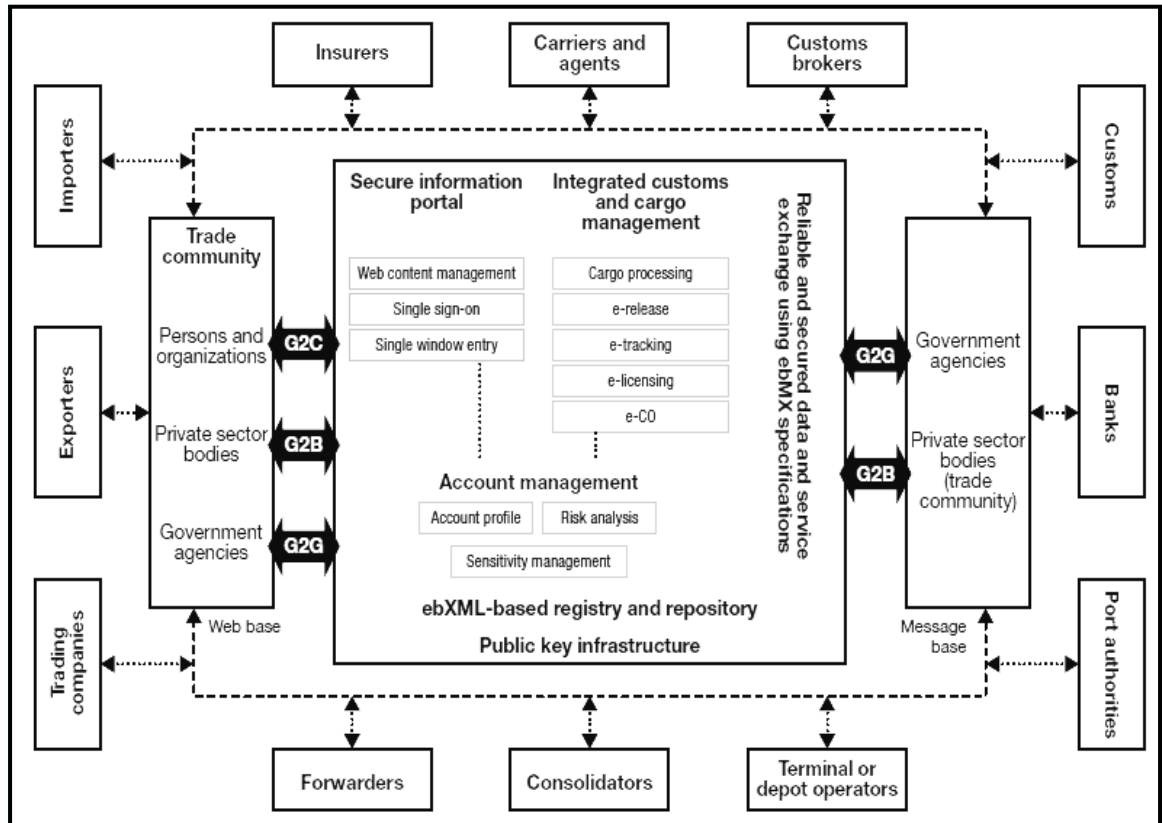 Insurers
Carriers and
agents
Customs
brokers
Importers
Exporters
Trading
companies
Customs
Banks
Port authorities
Trade
community
Persons and
organizations
Private sector
bodies
Government
agencies
Web base
G2C
G2B
G2G
Secure information
portal
Web content management
Single sign-on
Single window entry
Integrated customs
and cargo
management
Cargo processing
e-release
e-tracking
e-licensing
e-CO
Account management
Account profile
Risk analysis
Sensitivity management
ebXML-based registry and repository
Public key infrastructure
Reliable and secured data and service
exchange using ebMX specifications
G2G
G2B
Government
agencies
Private sector
bodies
(trade
community)
Message
base
Forwarders
Consolidators
Terminal or
depot operators